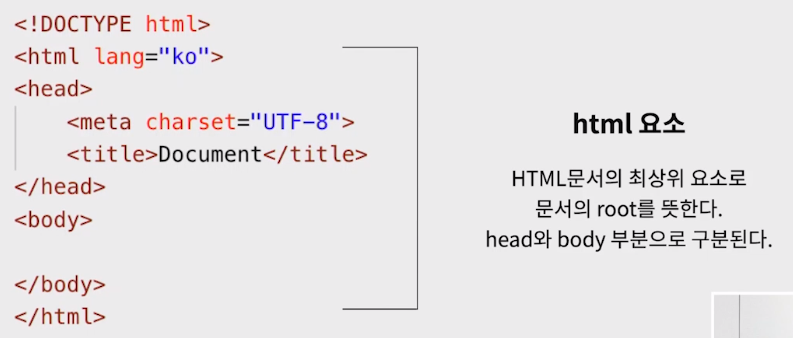 <!DOCTYPE html>
<html lang="ko">
<head>
<meta charset="UTF-8">
<title>Document</title>
</head>
<body>
</body>
</html>
html 요소
HTML문서의 최상위 요소로
문서의 root를 뜻한다.
head와 body 부분으로 구분된다.